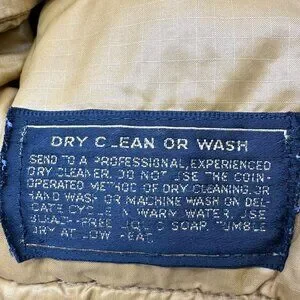 DRY CLEAN OR WASH
SEND TO A PROFESSIONAL, EXPERIENCED
DRY CLEANER. DO NOT USE THE COIN-
OPERATED METHOD OF DRY CLEANING, OR
HAND WASH OR MACHINE WASH ON DEL-
ICATE CYCLE IN WARM WATER. USE
BLEACH-FREE LIQUID SOAP. TUMBLE
DRY AT LOW HEAT.